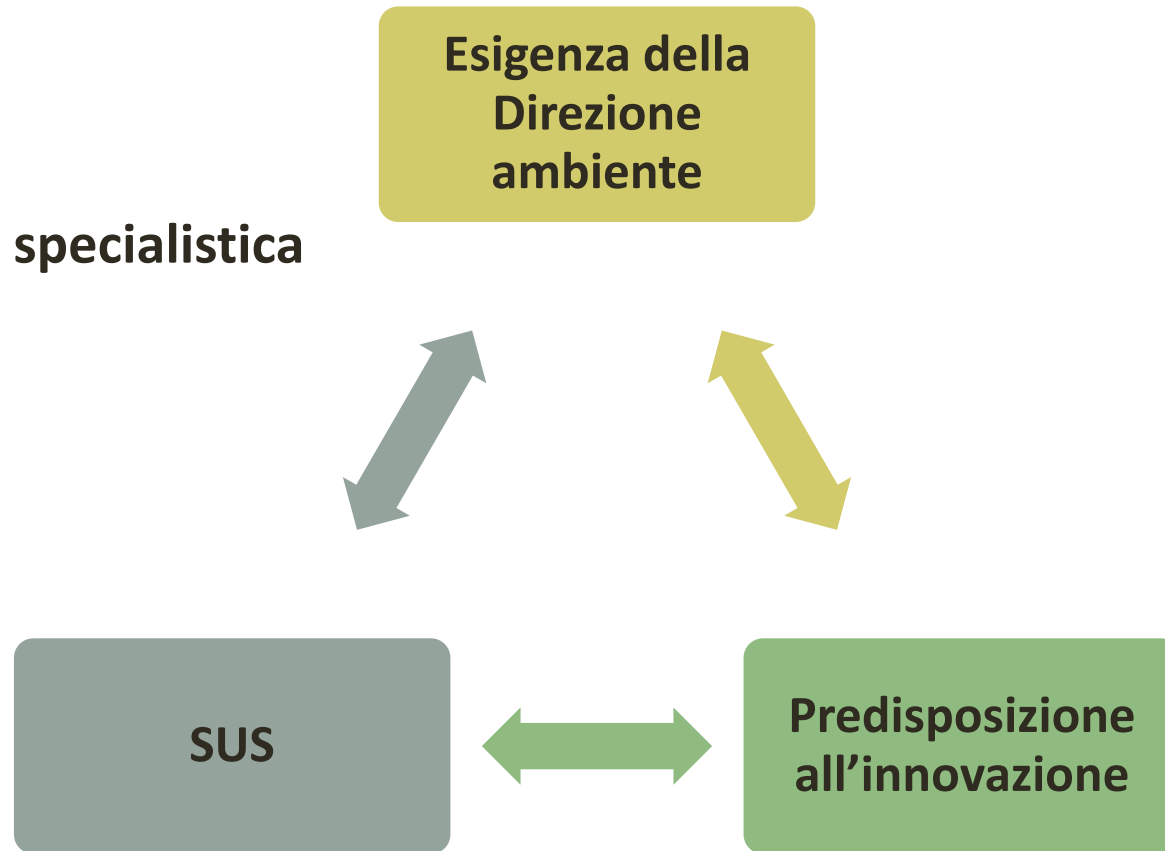 Esigenza della
Direzione
ambiente
specialistica
SUS
Predisposizione
all’innovazione